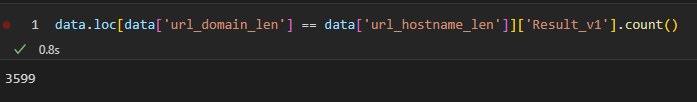 1 data.loc[data['url_domain_len'] == data['url_hostname_len']]['Result_v1'].count()
0.8s
3599